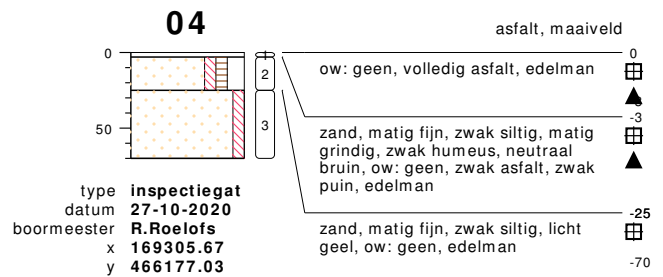 04
asfalt, maaiveld
0
0
ow: geen, volledig asfalt, edelman
1
2
-3
3
50
zand, matig fijn, zwak siltig, matig
grindig, zwak humeus, neutraal
bruin, ow: geen, zwak asfalt, zwak
puin, edelman
type inspectiegat
datum 27-10-2020
boormeester R.Roelofs
x 169305.67
y 466177.03
-25
zand, matig fijn, zwak siltig, licht
geel, ow: geen, edelman
-70